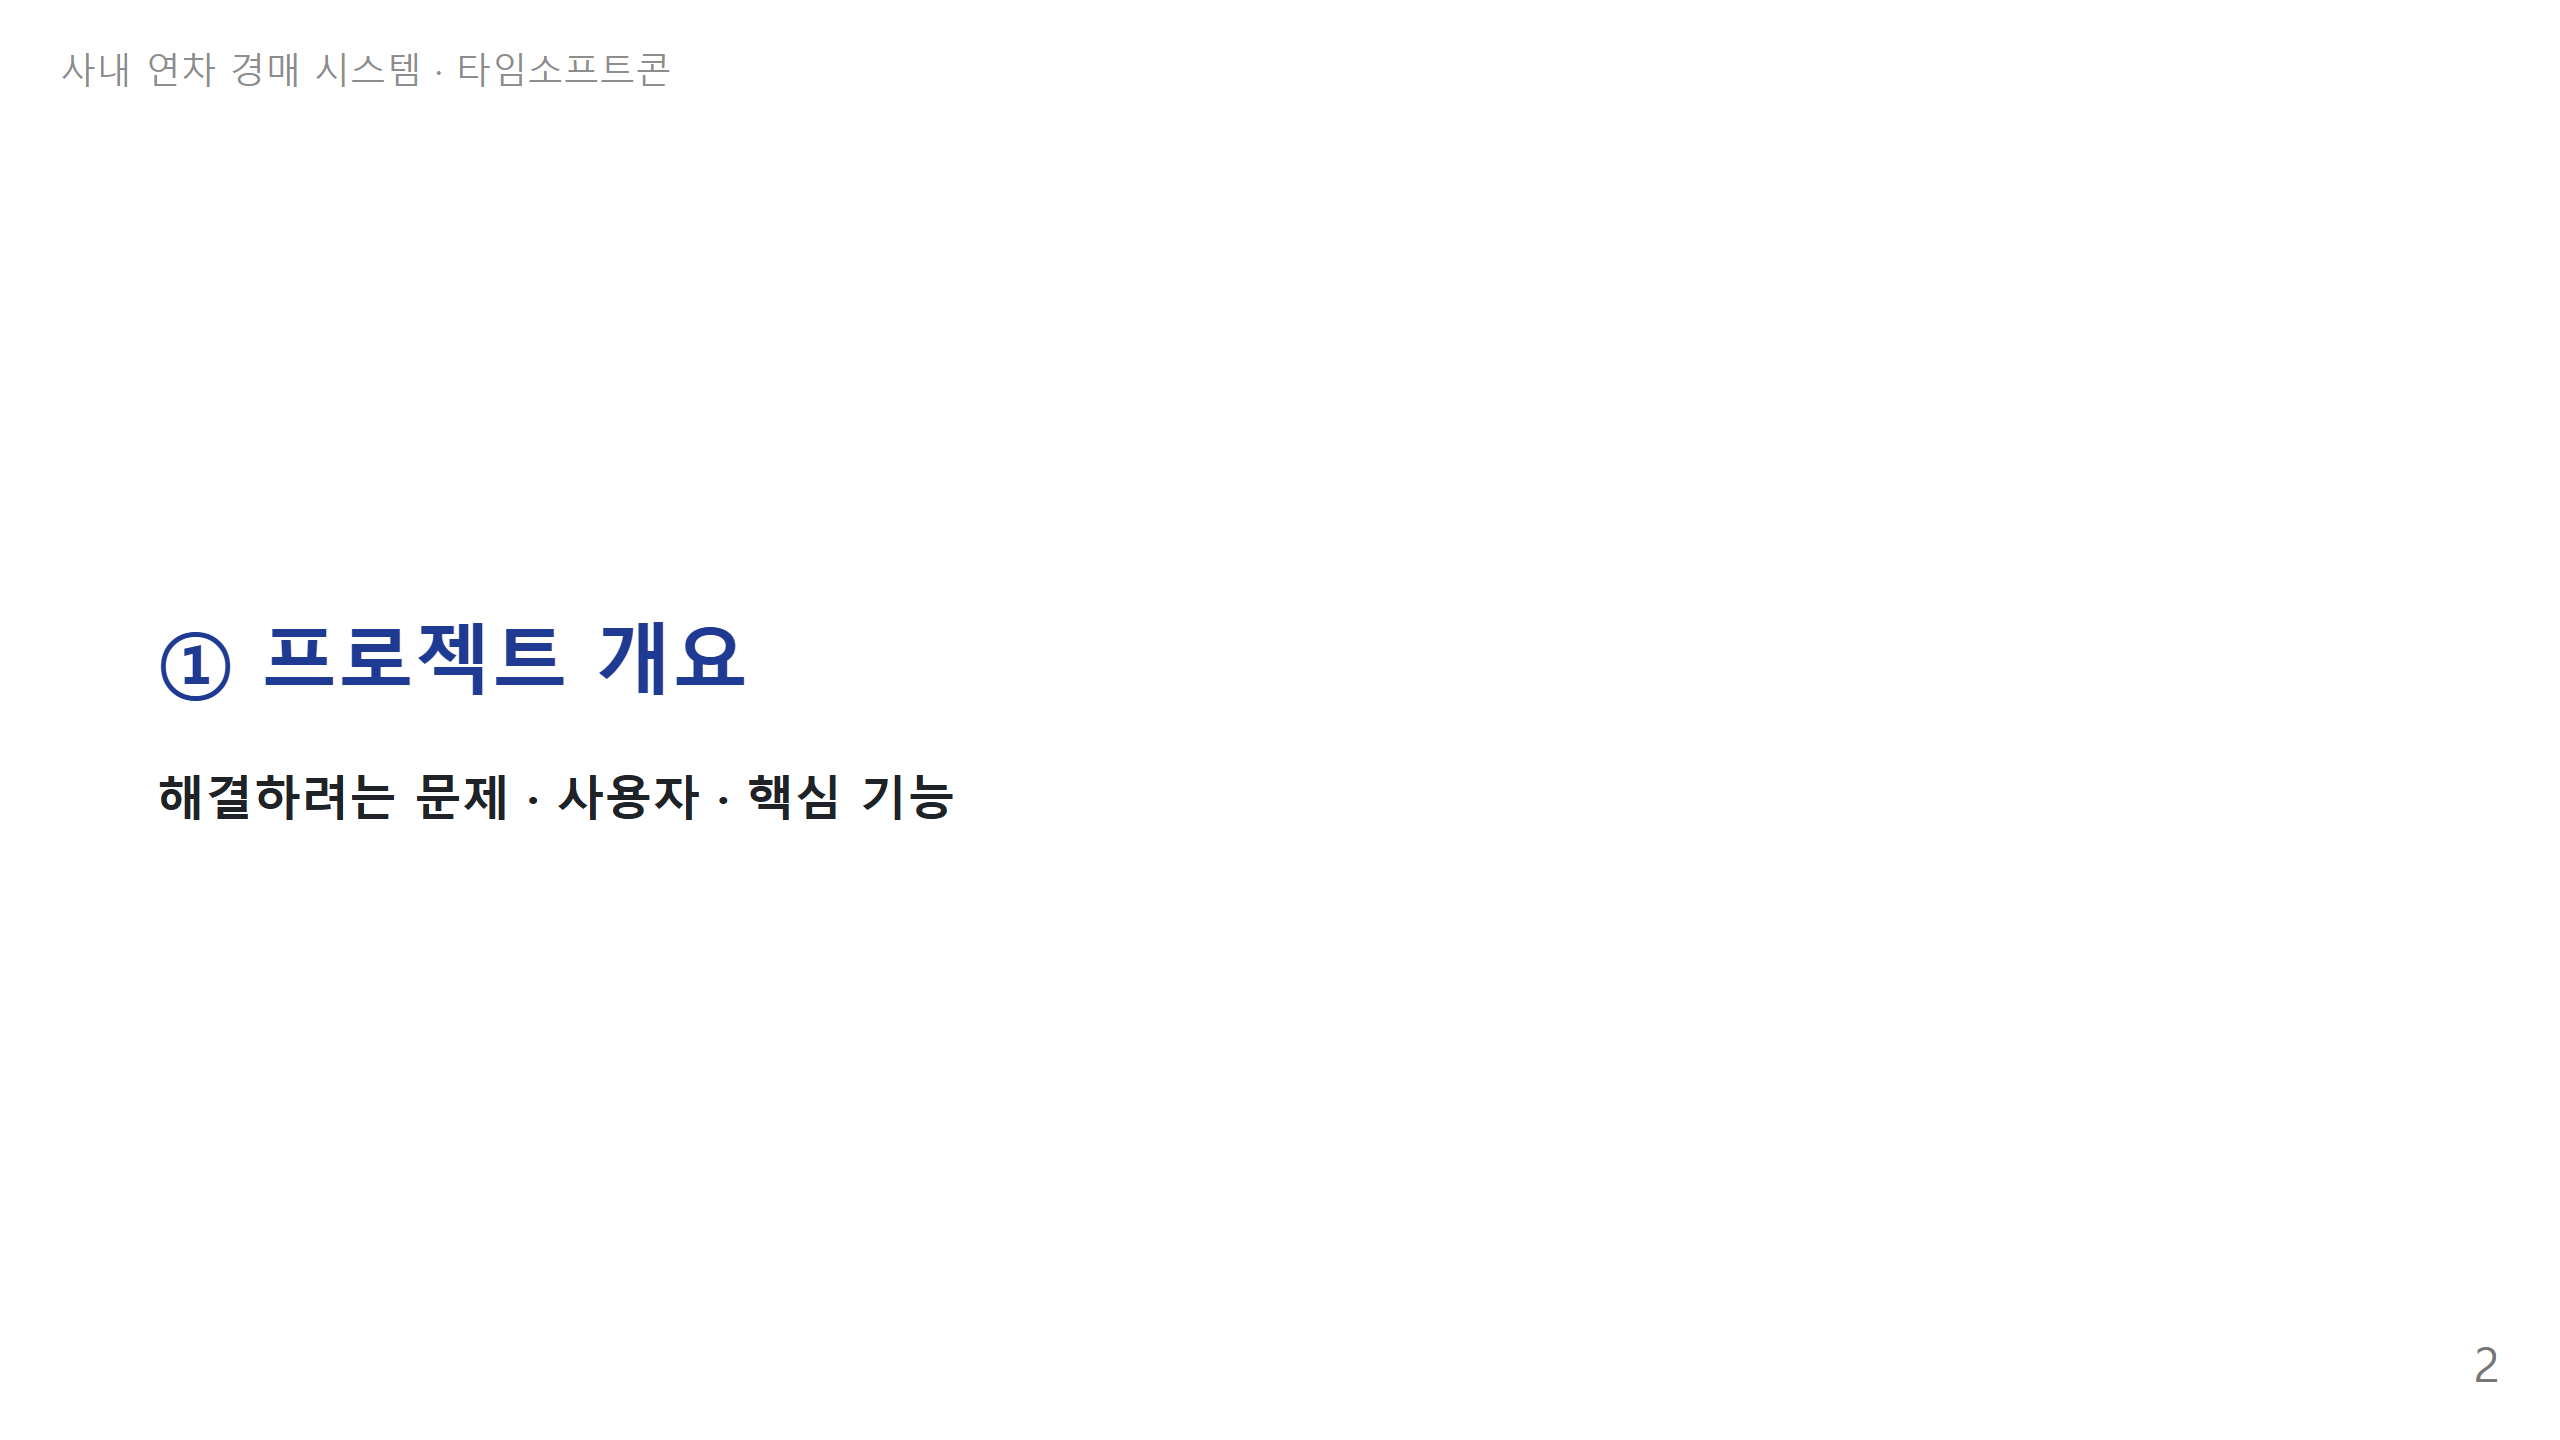 사내 연차 경매 시스템 · 타임소프트콘
① 프로젝트 개요
해결하려는 문제 · 사용자 · 핵심 기능
2